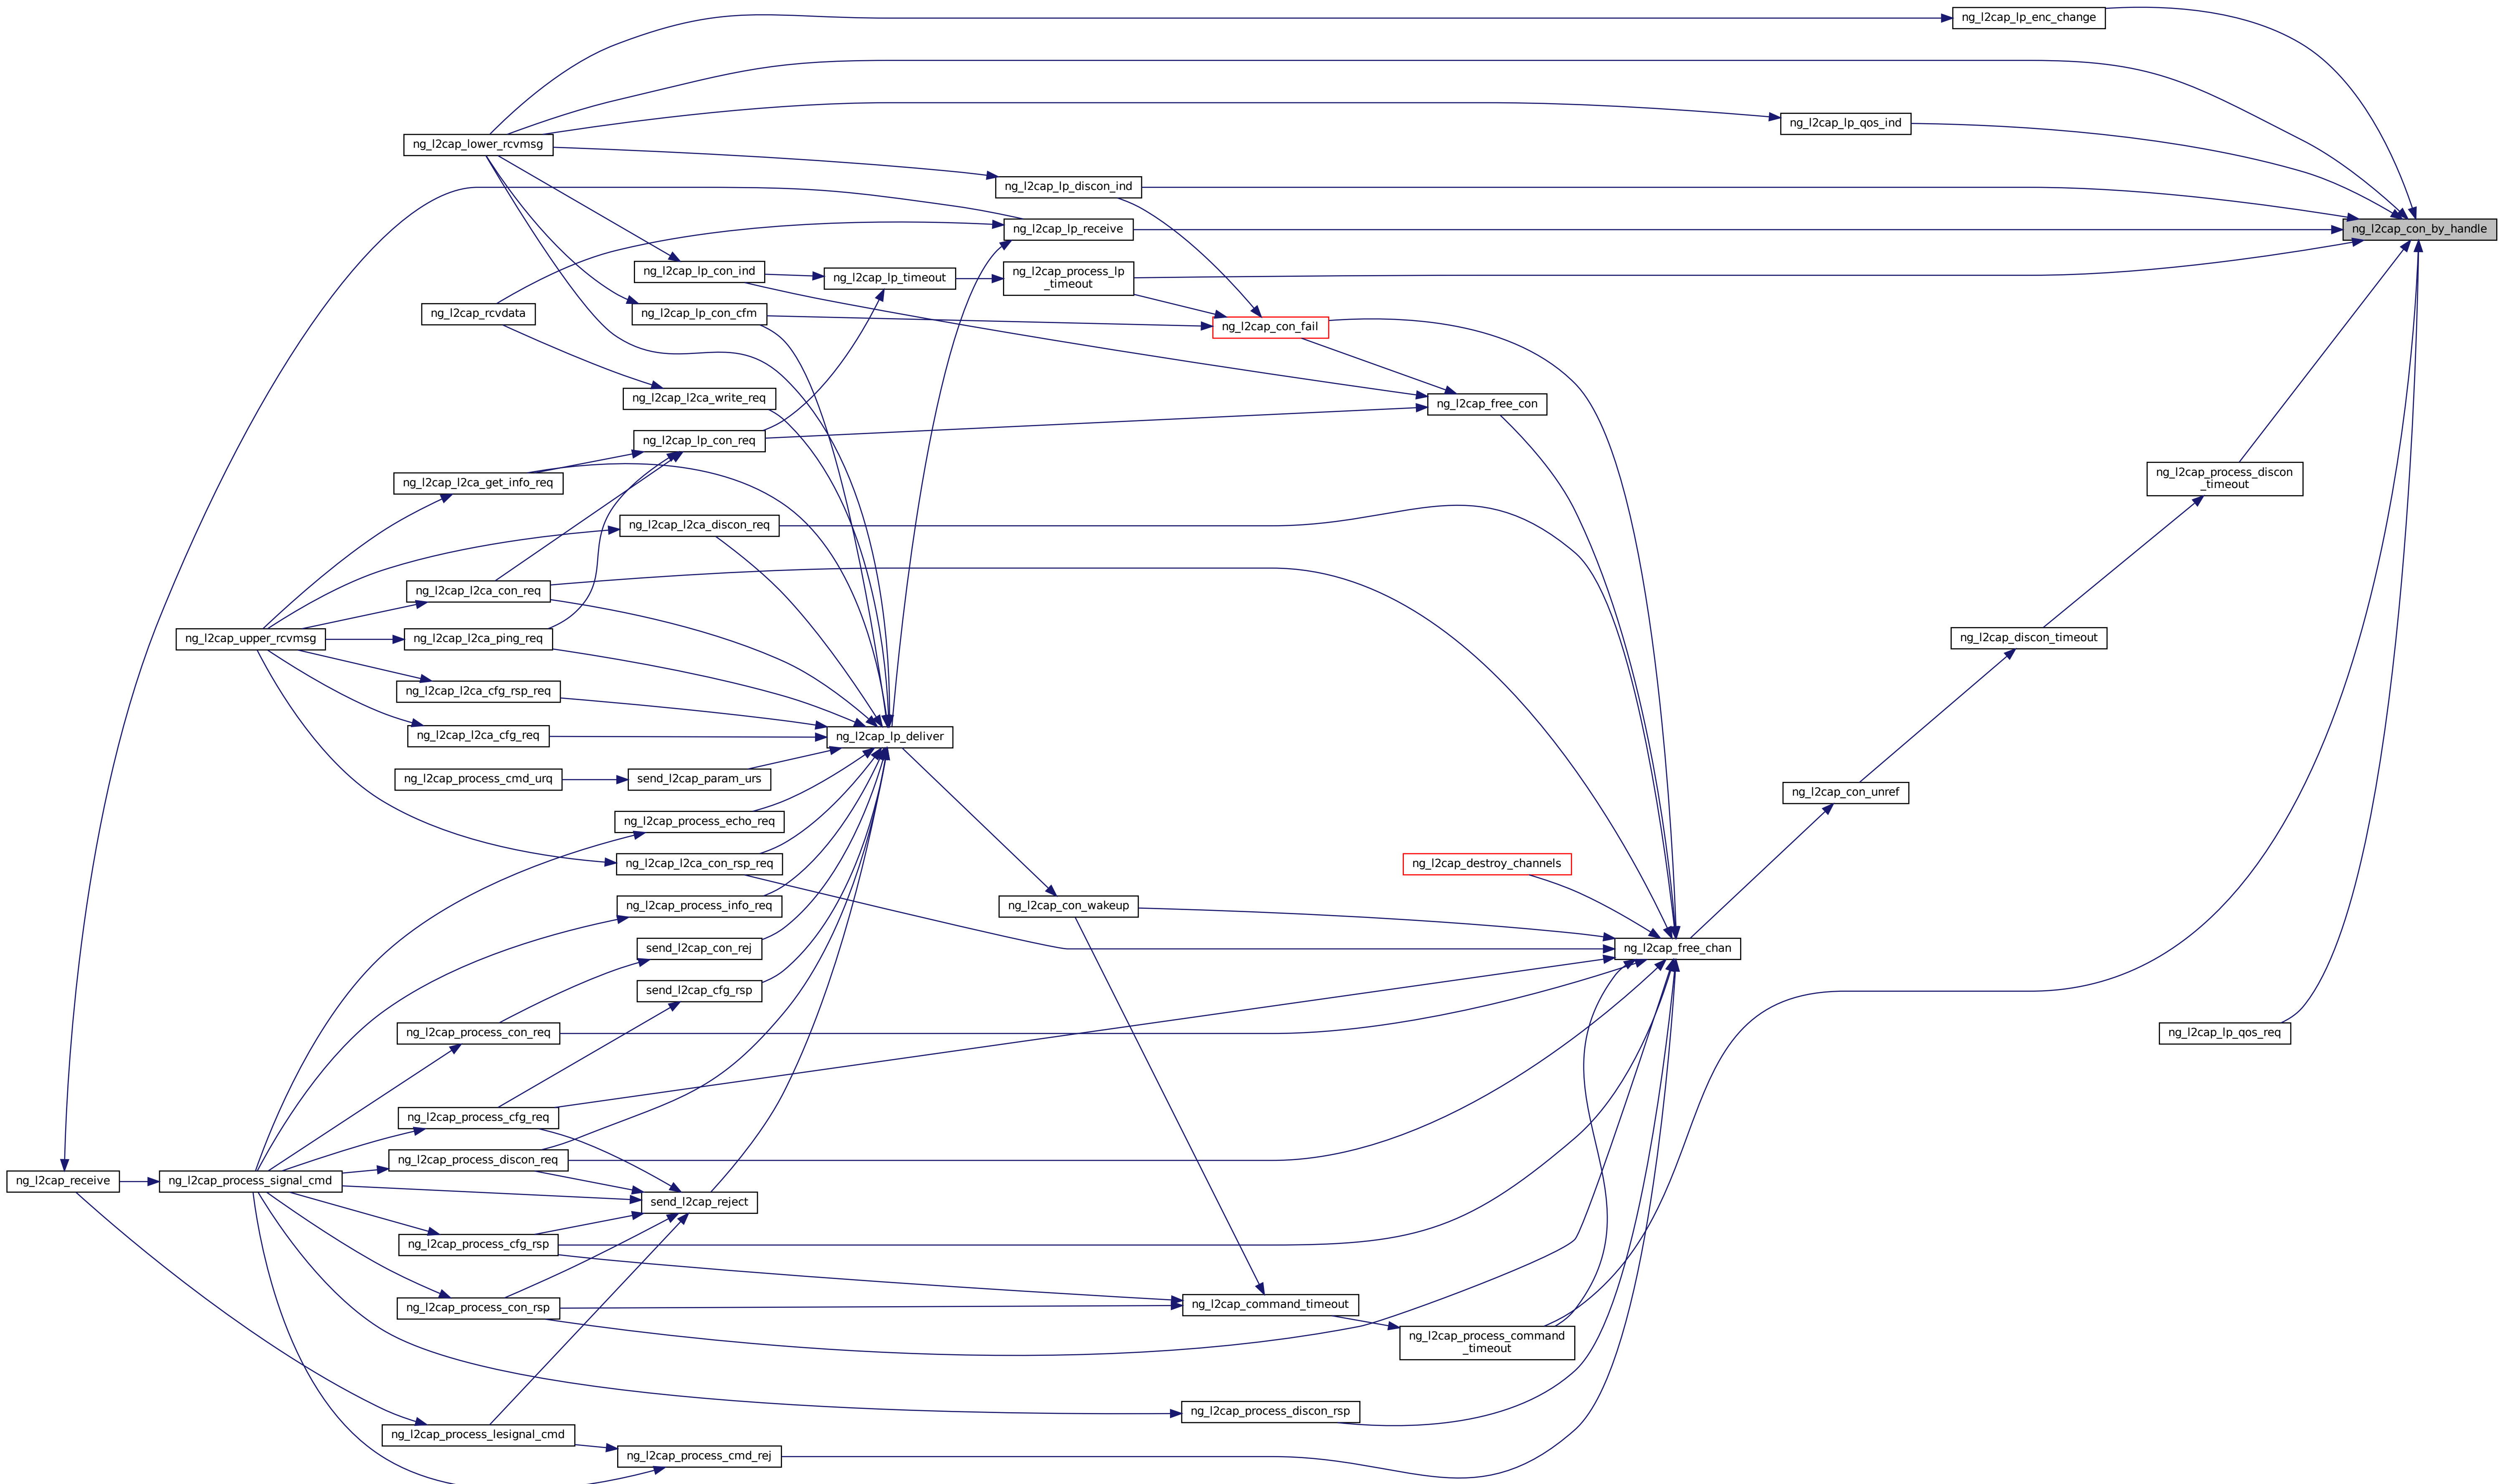 ng_l2cap_lp_enc_change
ng_l2cap_lp_qos_ind
ng_l2cap_lower_rcvmsg
ng_l2cap_lp_discon_ind
ng_l2cap_lp_receive
ng_l2cap_con_by_handle
ng_l2cap_lp_con_ind
ng_l2cap_lp_timeout
ng_l2cap_process_lp
_timeout
ng_l2cap_rcvdata
ng_l2cap_lp_con_cfm
ng_l2cap_con_fail
ng_l2cap_l2ca_write_req
ng_l2cap_free_con
ng_l2cap_lp_con_req
ng_l2cap_l2ca_get_info_req
ng_l2cap_process_discon
_timeout
ng_l2cap_l2ca_discon_req
ng_l2cap_l2ca_con_req
ng_l2cap_upper_rcvmsg
ng_l2cap_l2ca_ping_req
ng_l2cap_discon_timeout
ng_l2cap_l2ca_cfg_rsp_req
ng_l2cap_l2ca_cfg_req
ng_l2cap_lp_deliver
ng_l2cap_process_cmd_urq
send_l2cap_param_urs
ng_l2cap_con_unref
ng_l2cap_process_echo_req
ng_l2cap_l2ca_con_rsp_req
ng_l2cap_destroy_channels
ng_l2cap_process_info_req
ng_l2cap_con_wakeup
send_l2cap_con_rej
ng_l2cap_free_chan
send_l2cap_cfg_rsp
ng_l2cap_process_con_req
ng_l2cap_lp_qos_req
ng_l2cap_process_cfg_req
ng_l2cap_process_discon_req
ng_l2cap_receive
ng_l2cap_process_signal_cmd
send_l2cap_reject
ng_l2cap_process_cfg_rsp
ng_l2cap_process_con_rsp
ng_l2cap_command_timeout
ng_l2cap_process_command
_timeout
ng_l2cap_process_discon_rsp
ng_l2cap_process_lesignal_cmd
ng_l2cap_process_cmd_rej